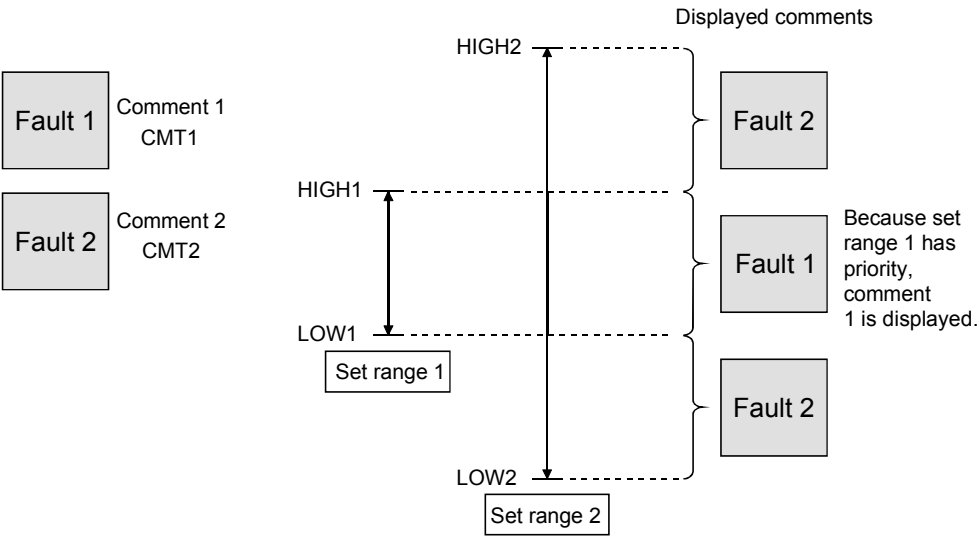 Displayed comments
HIGH2
Fault 1
Comment 1
CMT1
Fault 2
HIGH1
Fault 2
Comment 2
CMT2
Fault 1
Because set
range 1 has
priority,
comment
1 is displayed.
LOW1
Set range 1
Fault 2
LOW2
Set range 2